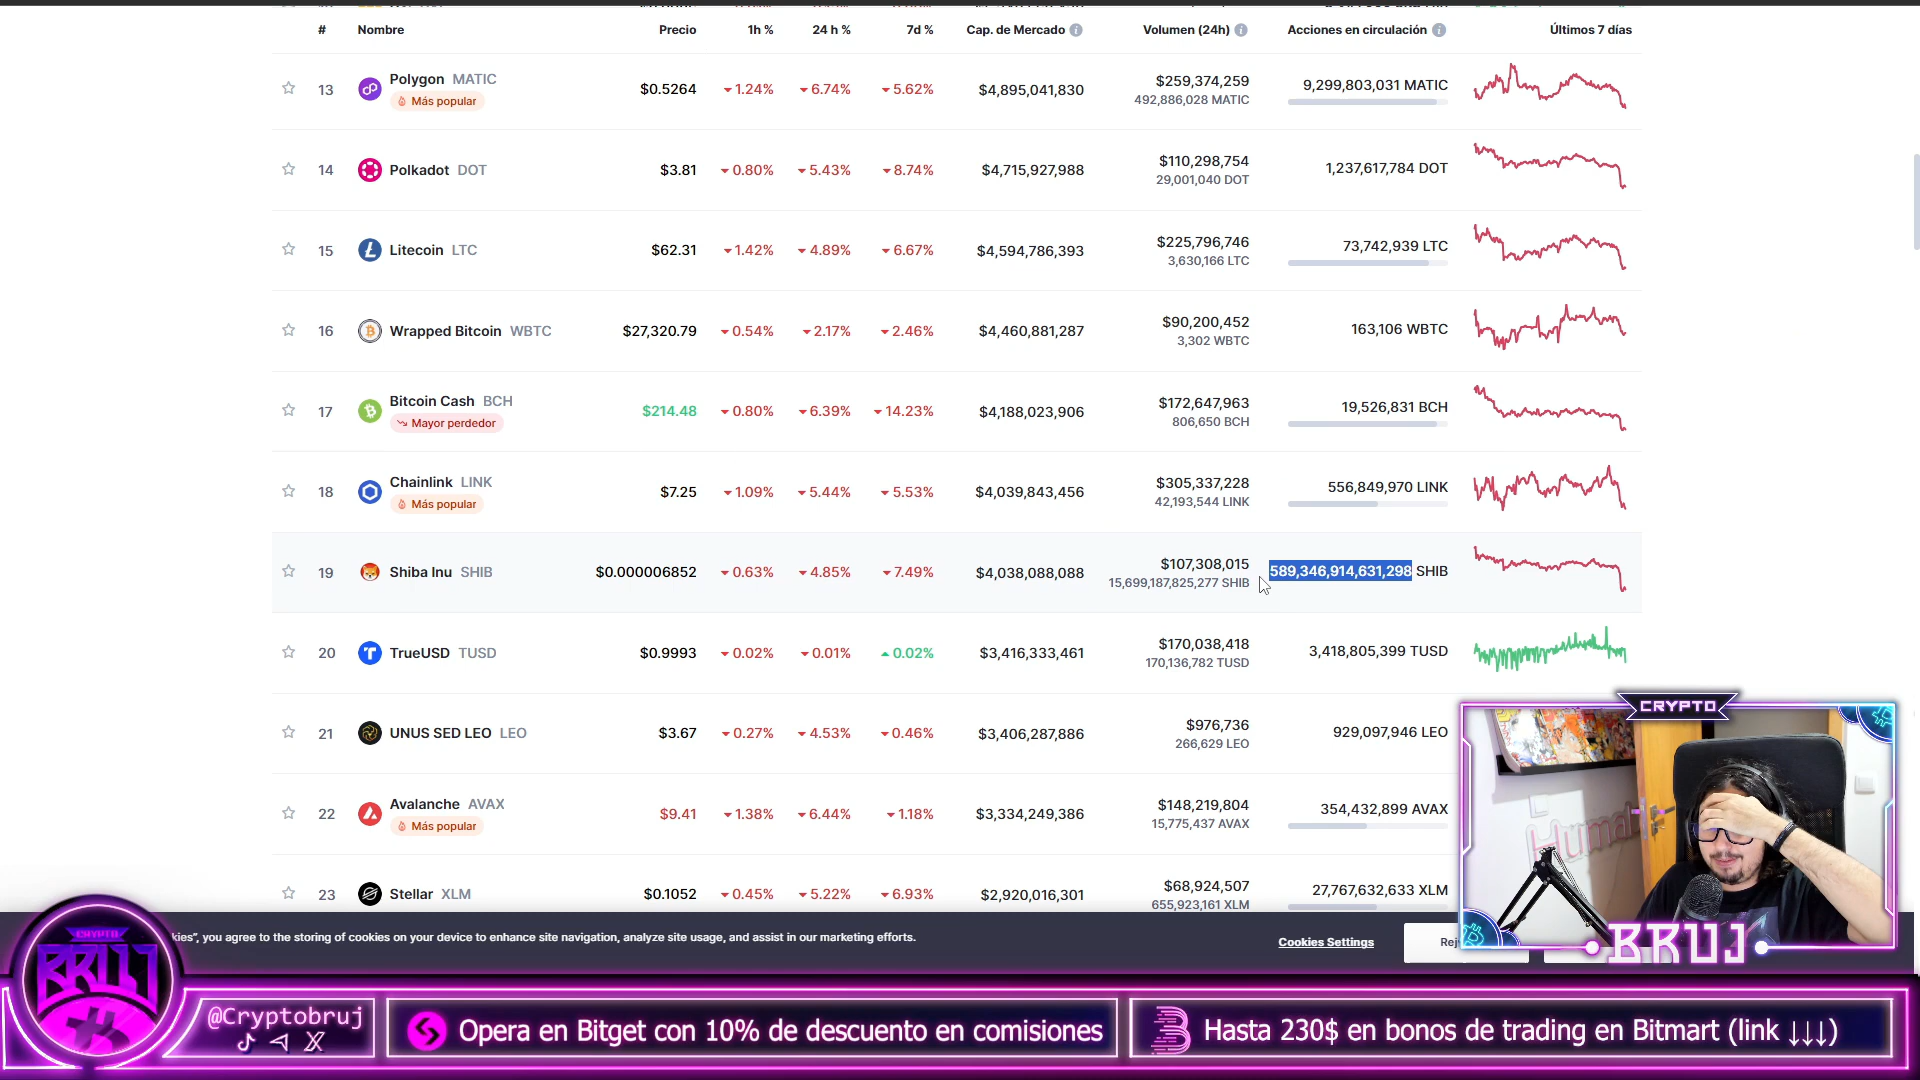 # Nombre Precio 1h % 24 h % 7d % Cap. de Mercado Volumen (24h) Acciones en circulación Últimos 7 días
13 Polygon MATIC $0.5264 1.24% 6.74% 5.62% $4,895,041,830 $259,374,259 9,299,803,031 MATIC
Más popular 492,886,028 MATIC
14 Polkadot DOT $3.81 0.80% 5.43% 8.74% $4,715,927,988 $110,298,754 1,237,617,784 DOT
29,001,040 DOT
15 Litecoin LTC $62.31 1.42% 4.89% 6.67% $4,594,786,393 $225,796,746 73,742,939 LTC
3,630,166 LTC
16 Wrapped Bitcoin WBTC $27,320.79 0.54% 2.17% 2.46% $4,460,881,287 $90,200,452 163,106 WBTC
3,302 WBTC
17 Bitcoin Cash BCH $214.48 0.80% 6.39% 14.23% $4,188,023,906 $172,647,963 19,526,831 BCH
Mayor perdedor 806,650 BCH
18 Chainlink LINK $7.25 1.09% 5.44% 5.53% $4,039,843,456 $305,337,228 556,849,970 LINK
Más popular 42,193,544 LINK
19 Shiba Inu SHIB $0.000006852 0.63% 4.85% 7.49% $4,038,088,088 $107,308,015 589,346,914,631,298 SHIB
15,699,187,825,277 SHIB
20 TrueUSD TUSD $0.9993 0.02% 0.01% 0.02% $3,416,333,461 $170,038,418 3,418,805,399 TUSD
170,136,782 TUSD
21 UNUS SED LEO LEO $3.67 0.27% 4.53% 0.46% $3,406,287,886 $976,736 929,097,946 LEO
266,629 LEO
22 Avalanche AVAX $9.41 1.38% 6.44% 1.18% $3,334,249,386 $148,219,804 354,432,899 AVAX
Más popular 15,775,437 AVAX
23 Stellar XLM $0.1052 0.45% 5.22% 6.93% $2,920,016,301 $68,924,507 27,767,632,633 XLM
655,923,161 XLM
CRYPTO
Human
BRUJ
kies", you agree to the storing of cookies on your device to enhance site navigation, analyze site usage, and assist in our marketing efforts.
Cookies Settings
Rej
CRYPTO
BRUJ
@Cryptobruj
Opera en Bitget con 10% de descuento en comisiones
Hasta 230$ en bonos de trading en Bitmart (link ↓↓↓)